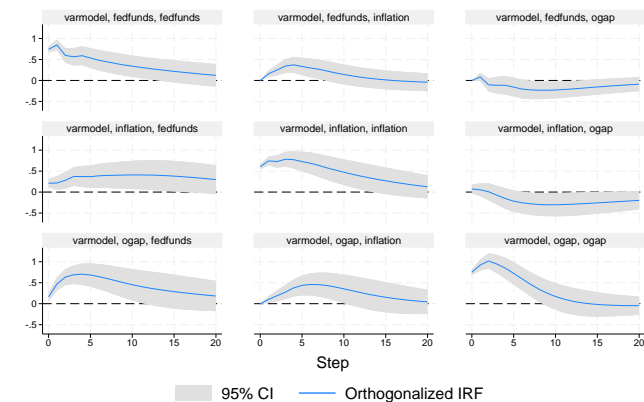 varmodel, fedfunds, fedfunds
varmodel, fedfunds, inflation
varmodel, fedfunds, ogap
1
.5
0
-.5
varmodel, inflation, fedfunds
varmodel, inflation, inflation
varmodel, inflation, ogap
1
.5
0
-.5
varmodel, ogap, fedfunds
varmodel, ogap, inflation
varmodel, ogap, ogap
1
.5
0
-.5
0 5 10 15 20
0 5 10 15 20
0 5 10 15 20
Step
95% CI
Orthogonalized IRF